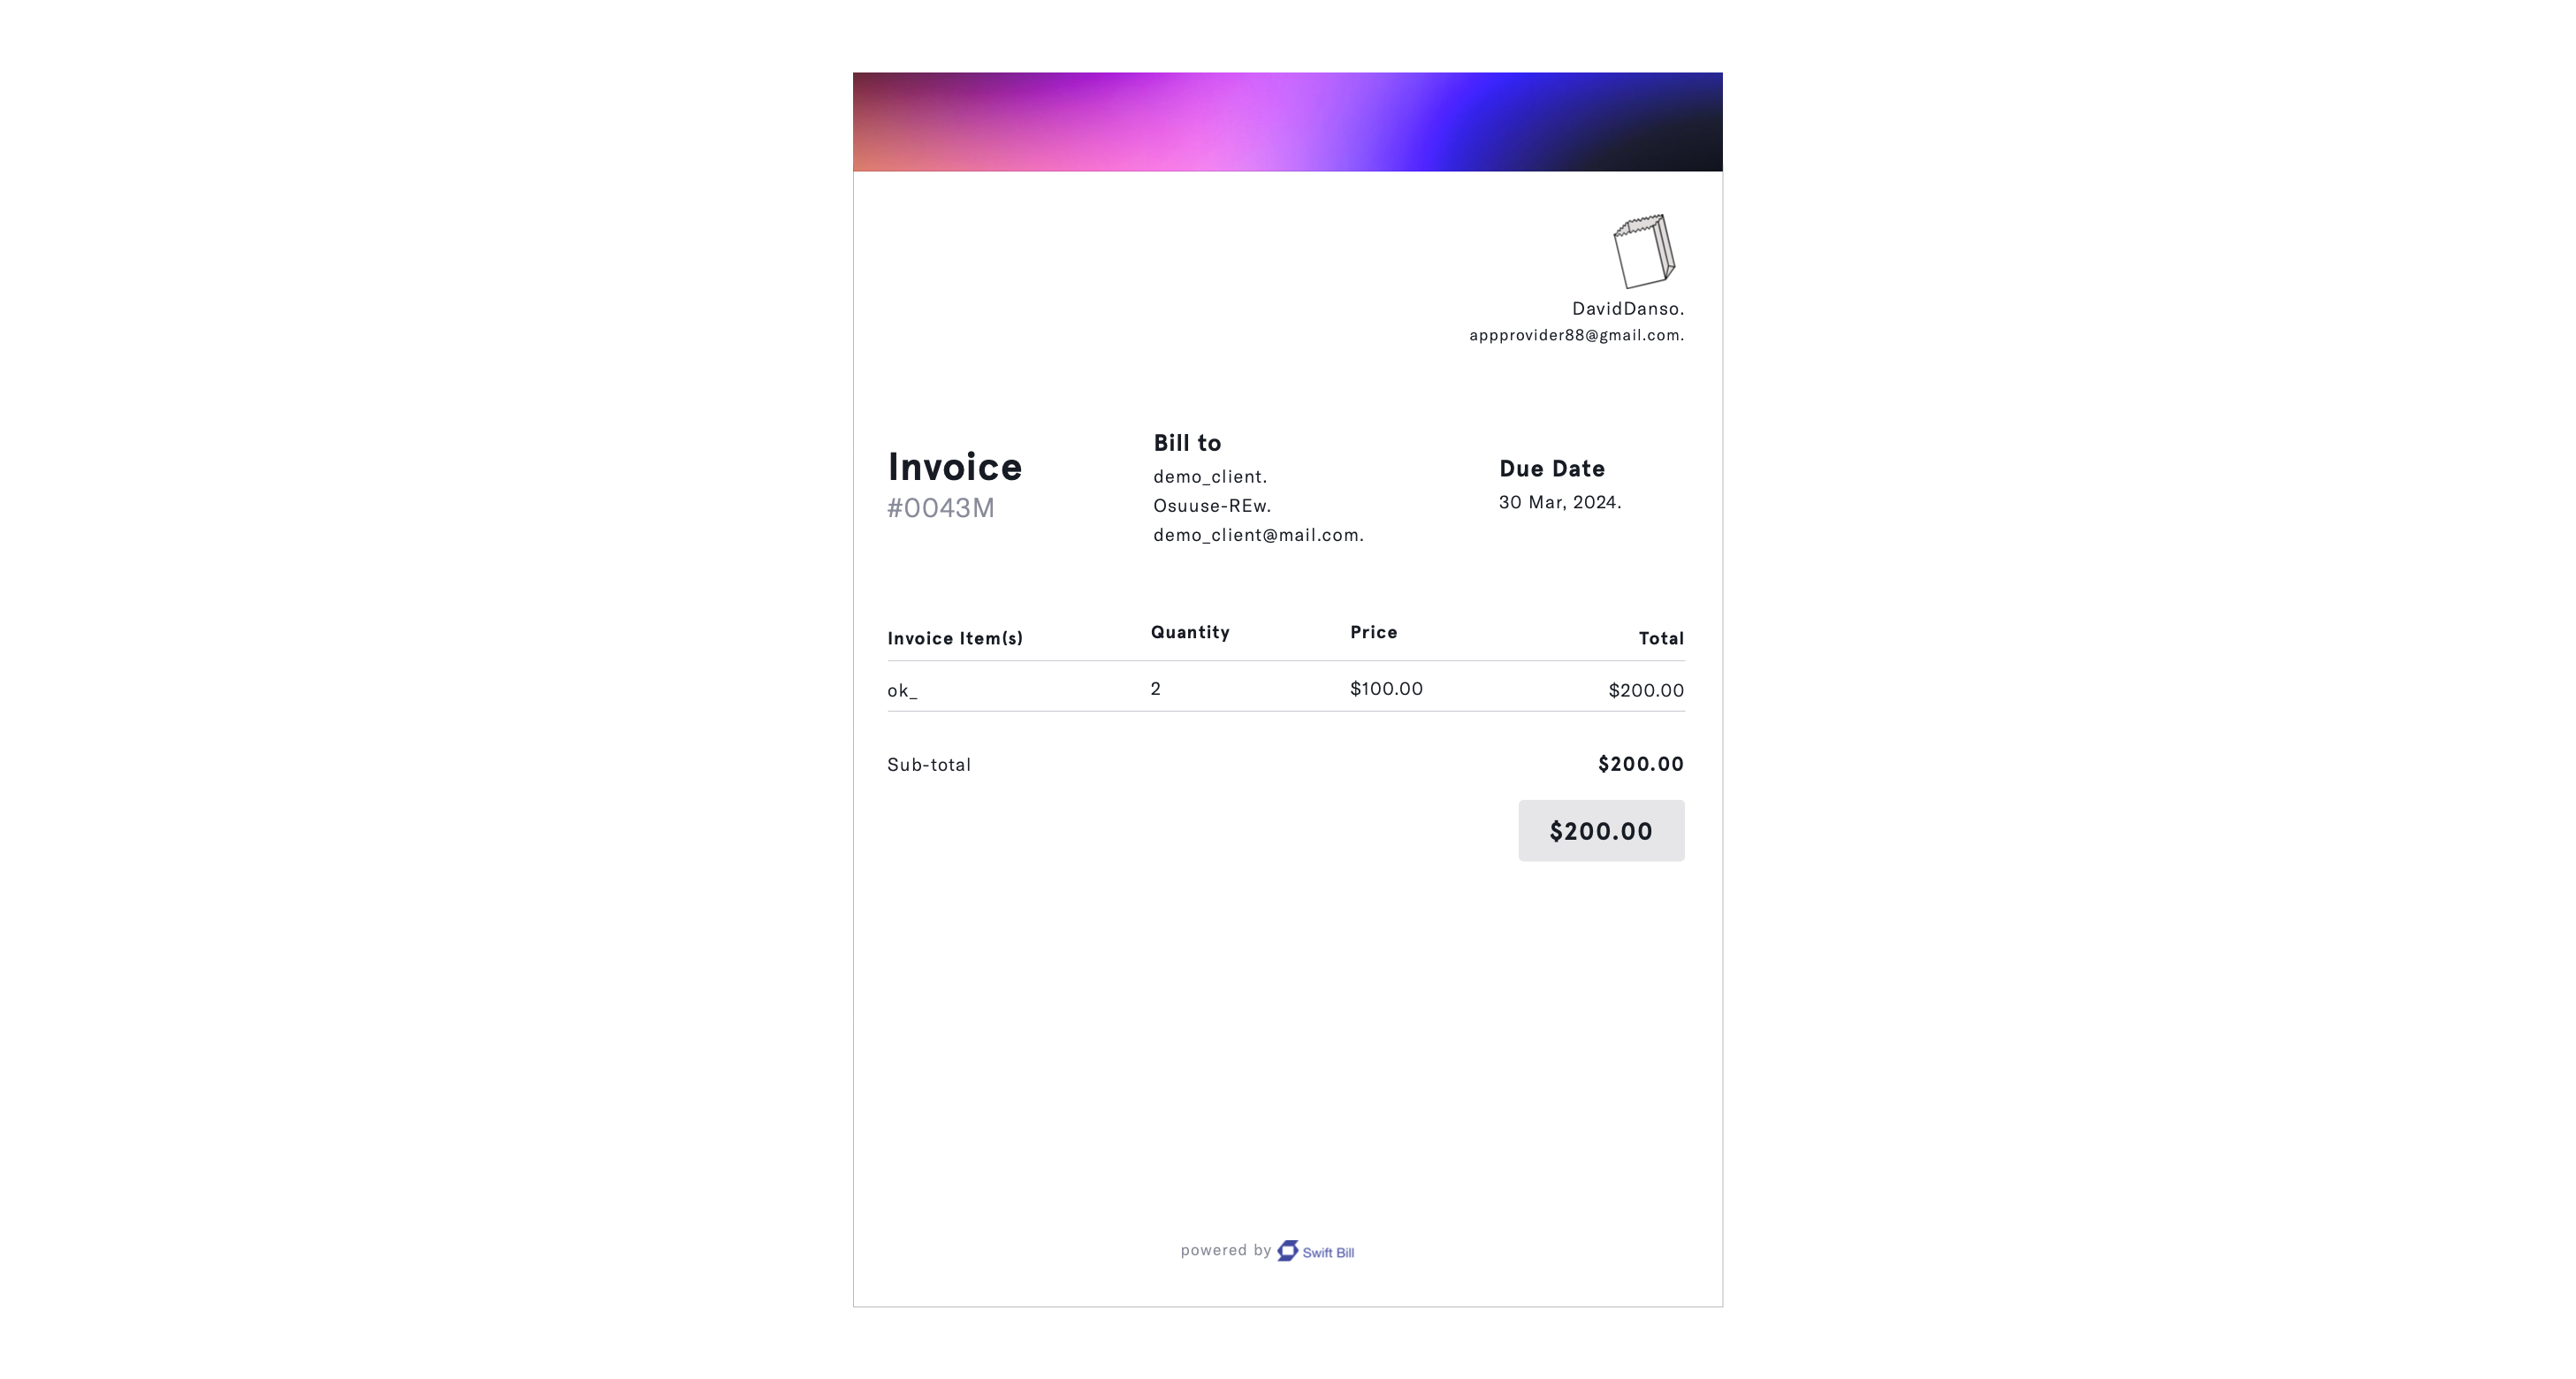 DavidDanso.
appprovider88@gmail.com.
Invoice
#0043M
Bill to
demo_client.
Osuuse-REw.
demo_client@mail.com.
Due Date
30 Mar, 2024.
Invoice Item(s) Quantity Price Total
ok_ 2 $100.00 $200.00
Sub-total $200.00
$200.00
powered by Swift Bill